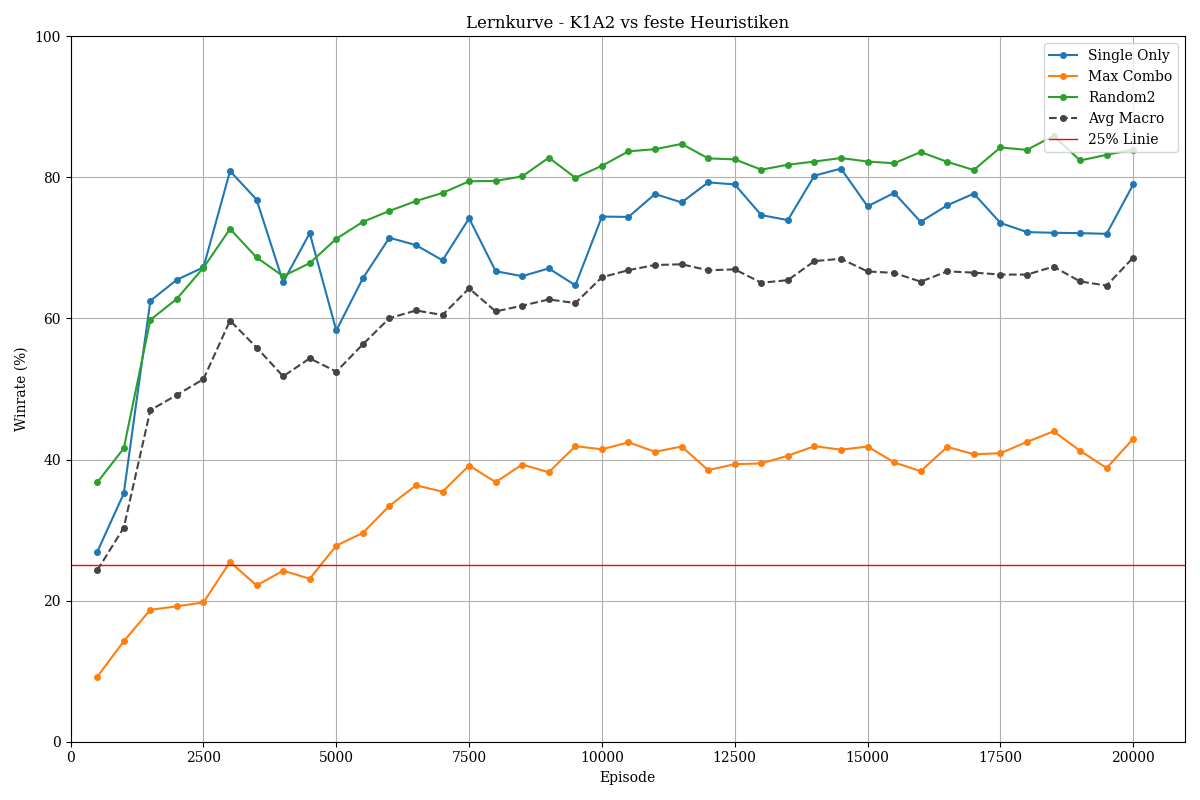 Lernkurve - K1A2 vs feste Heuristiken
Winrate (%)
100
80
60
40
20
0
Single Only
Max Combo
Random2
Avg Macro
25% Linie
0 2500 5000 7500 10000 12500 15000 17500 20000
Episode